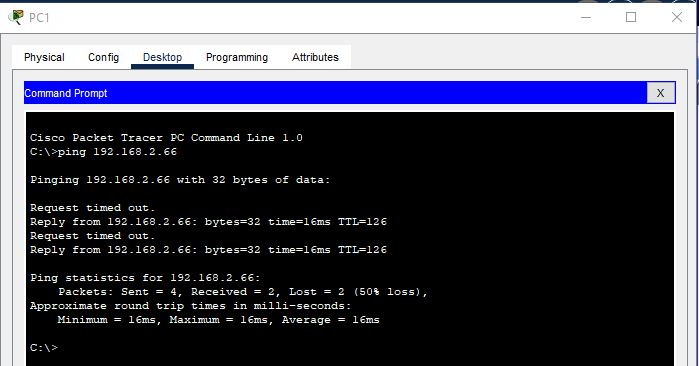 PC1
Physical Config Desktop Programming Attributes
Command Prompt X
Cisco Packet Tracer PC Command Line 1.0
C:\>ping 192.168.2.66
Pinging 192.168.2.66 with 32 bytes of data:
Request timed out.
Reply from 192.168.2.66: bytes=32 time=16ms TTL=126
Request timed out.
Reply from 192.168.2.66: bytes=32 time=16ms TTL=126
Ping statistics for 192.168.2.66:
Packets: Sent = 4, Received = 2, Lost = 2 (50% loss),
Approximate round trip times in milli-seconds:
Minimum = 16ms, Maximum = 16ms, Average = 16ms
C:\>